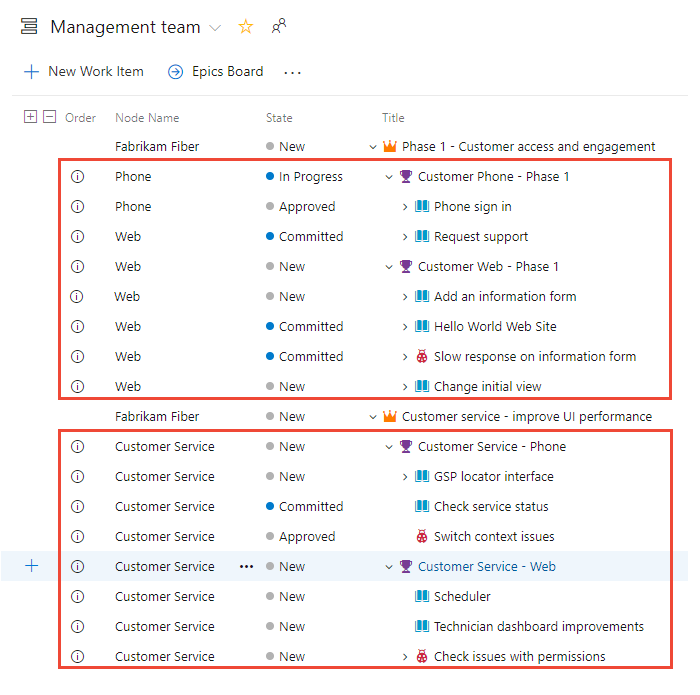 Management team
New Work Item Epics Board ...
Order Node Name State Title
Fabrikam Fiber New Phase 1 - Customer access and engagement
Phone In Progress Customer Phone - Phase 1
Phone Approved Phone sign in
Web Committed Request support
Web New Customer Web - Phase 1
Web New Add an information form
Web Committed Hello World Web Site
Web Committed Slow response on information form
Web New Change initial view
Fabrikam Fiber New Customer service - improve UI performance
Customer Service New Customer Service - Phone
Customer Service New GSP locator interface
Customer Service Committed Check service status
Customer Service Approved Switch context issues
Customer Service ... New Customer Service - Web
Customer Service New Scheduler
Customer Service New Technician dashboard improvements
Customer Service New Check issues with permissions